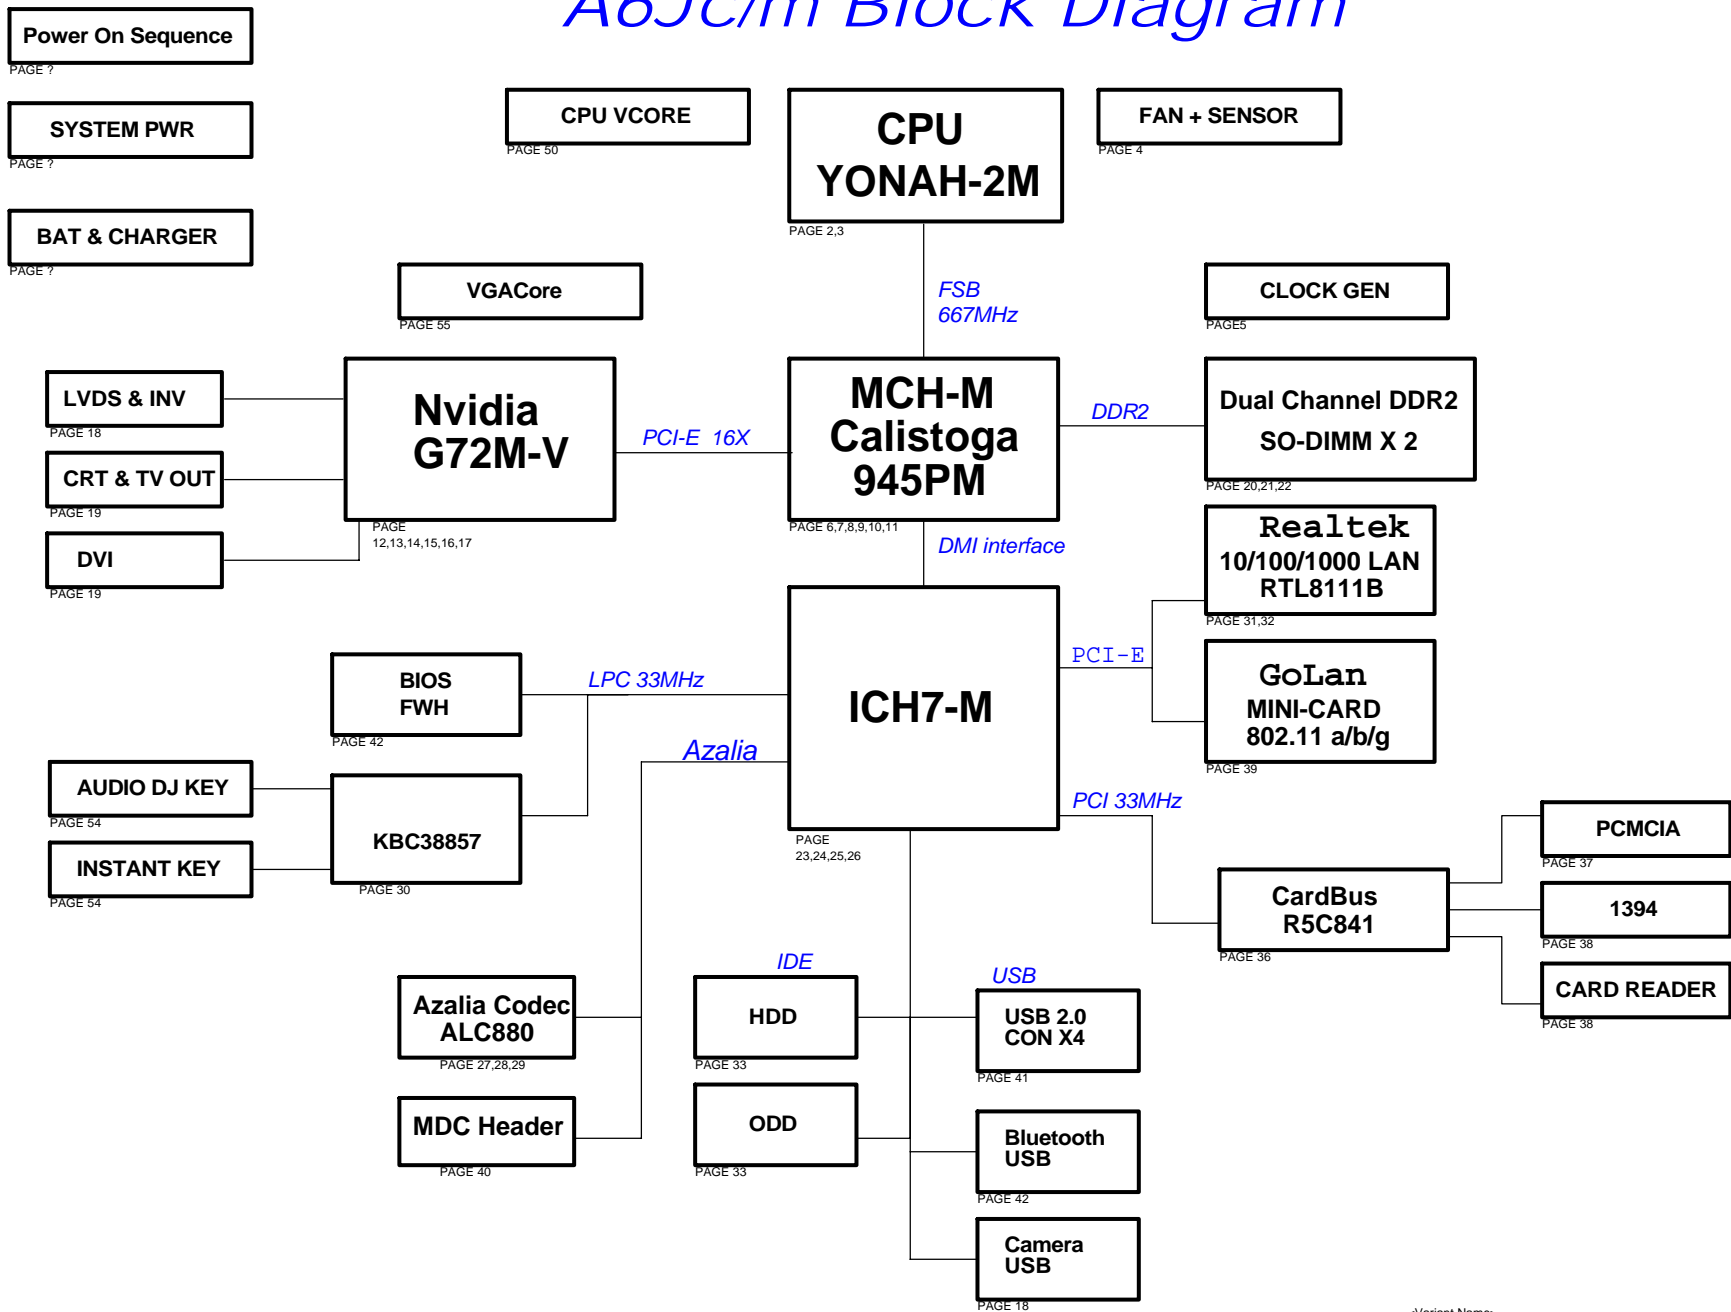 A6Jc/m Block Diagram
Power On Sequence
PAGE ?
SYSTEM PWR
PAGE ?
BAT & CHARGER
PAGE ?
CPU VCORE
PAGE 50
CPU
YONAH-2M
PAGE 2,3
FAN + SENSOR
PAGE 4
VGACore
PAGE 55
FSB
667MHz
CLOCK GEN
PAGE5
LVDS & INV
PAGE 18
CRT & TV OUT
PAGE 19
DVI
PAGE 19
Nvidia
G72M-V
PAGE
12,13,14,15,16,17
PCI-E 16X
MCH-M
Calistoga
945PM
PAGE 6,7,8,9,10,11
DDR2
Dual Channel DDR2
SO-DIMM X 2
PAGE 20,21,22
DMI interface
Realtek
10/100/1000 LAN
RTL8111B
PAGE 31,32
PCI-E
GoLan
MINI-CARD
802.11 a/b/g
PAGE 39
BIOS
FWH
PAGE 42
LPC 33MHz
ICH7-M
PAGE
23,24,25,26
Azalia
AUDIO DJ KEY
PAGE 54
INSTANT KEY
PAGE 54
KBC38857
PAGE 30
PCI 33MHz
CardBus
R5C841
PAGE 36
PCMCIA
PAGE 37
1394
PAGE 38
CARD READER
PAGE 38
Azalia Codec
ALC880
PAGE 27,28,29
MDC Header
PAGE 40
IDE
HDD
PAGE 33
ODD
PAGE 33
USB
USB 2.0
CON X4
PAGE 41
Bluetooth
USB
PAGE 42
Camera
USB
PAGE 18
<Variant Name>